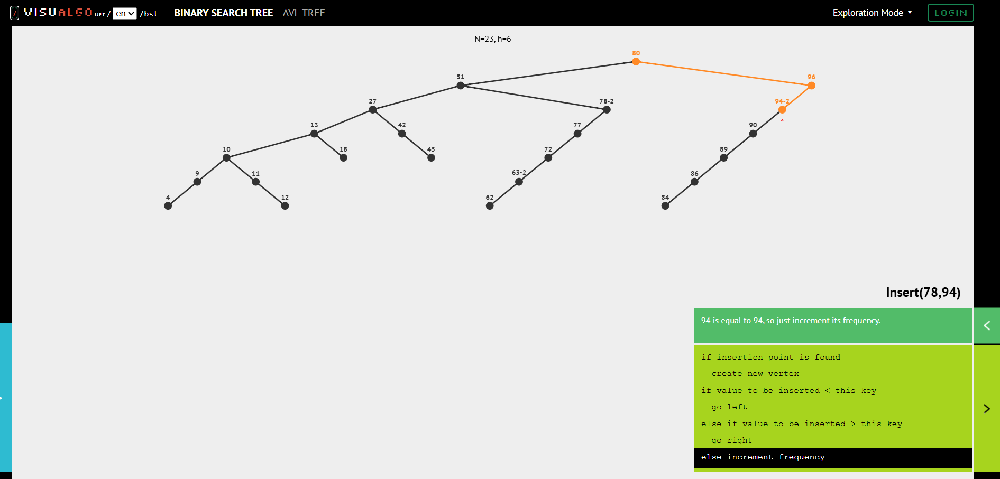 7 VISUALGO.NET / en /bst BINARY SEARCH TREE AVL TREE Exploration Mode ▼ LOGIN
N=23, h=6
80
51 96
27 78-2 94-2
13 42 77 90
10 18 45 72 89
9 11 63-2 86
4 12 62 84
Insert(78,94)
94 is equal to 94, so just increment its frequency.
if insertion point is found
create new vertex
if value to be inserted < this key
go left
else if value to be inserted > this key
go right
else increment frequency